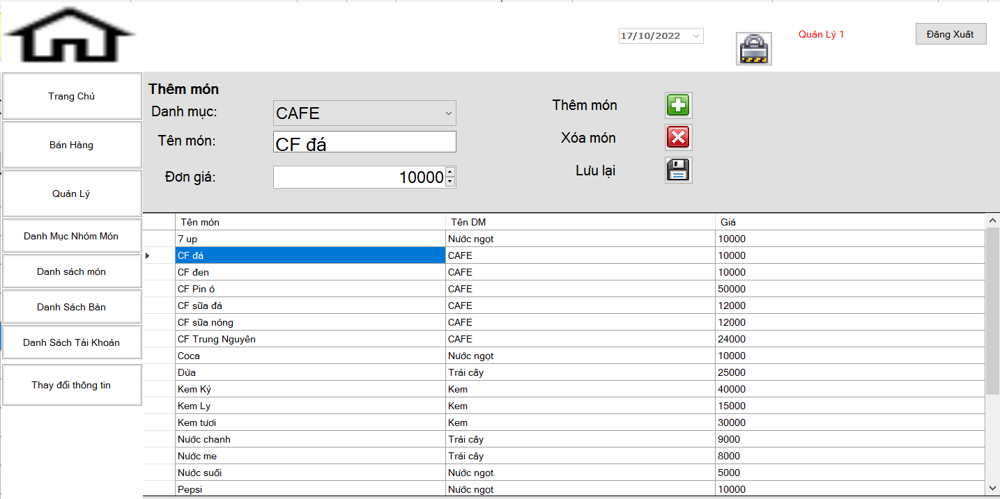 17/10/2022
Quản Lý 1
Đăng Xuất
Trang Chủ
Bán Hàng
Quản Lý
Danh Mục Nhóm Món
Danh sách món
Danh Sách Bàn
Danh Sách Tài Khoản
Thay đổi thông tin
Thêm món
Danh mục: CAFE
Tên món: CF đá
Đơn giá: 10000
Thêm món
Xóa món
Lưu lại
Tên món Tên DM Giá
7 up Nước ngọt 10000
CF đá CAFE 10000
CF đen CAFE 10000
CF Pin ó CAFE 50000
CF sữa đá CAFE 12000
CF sữa nóng CAFE 12000
CF Trung Nguyên CAFE 24000
Coca Nước ngọt 10000
Dừa Trái cây 25000
Kem Ký Kem 40000
Kem Ly Kem 15000
Kem tươi Kem 30000
Nước chanh Trái cây 9000
Nước me Trái cây 8000
Nước suối Nước ngọt 5000
Pepsi Nước ngọt 10000